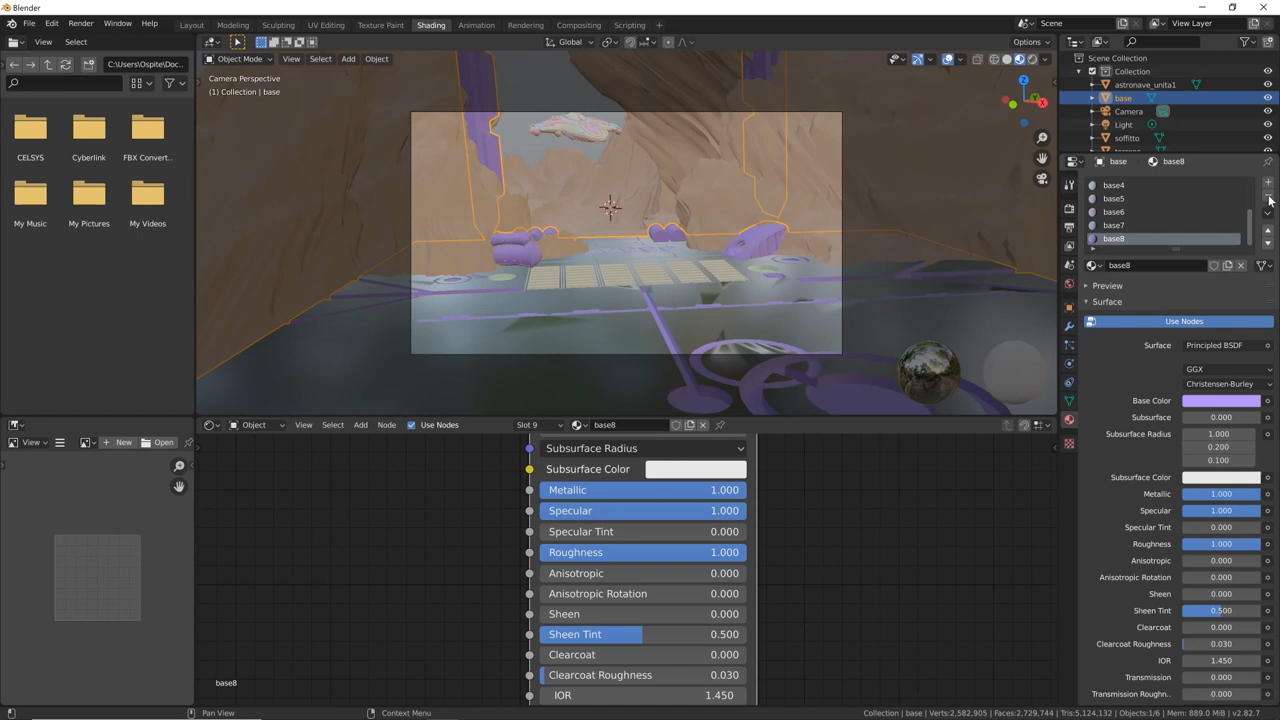 Blender
File Edit Render Window Help Layout Modeling Sculpting UV Editing Texture Paint Shading Animation Rendering Compositing Scripting + Scene View Layer
View Select Object Mode View Select Add Object Global Options
C:\Users\Ospite\Doc...
CELSYS Cyberlink FBX Convert..
My Music My Pictures My Videos
Camera Perspective
(1) Collection | base
Z
Y
X
Scene Collection
Collection
astronave_unita1
base
Camera
Light
soffitto
base base8
base4
base5
base6
base7
base8
base8
Preview
Surface
Use Nodes
Surface Principled BSDF
GGX
Christensen-Burley
Base Color
Subsurface 0.000
Subsurface Radius 1.000
0.200
0.100
Subsurface Color
Metallic 1.000
Specular 1.000
Specular Tint 0.000
Roughness 1.000
Anisotropic 0.000
Anisotropic Rotation 0.000
Sheen 0.000
Sheen Tint 0.500
Clearcoat 0.000
Clearcoat Roughness 0.030
IOR 1.450
Transmission 0.000
Transmission Roughn.. 0.000
View New Open
Object View Select Add Node Use Nodes Slot 9 base8
Subsurface Radius
Subsurface Color
Metallic 1.000
Specular 1.000
Specular Tint 0.000
Roughness 1.000
Anisotropic 0.000
Anisotropic Rotation 0.000
Sheen 0.000
Sheen Tint 0.500
Clearcoat 0.000
Clearcoat Roughness 0.030
IOR 1.450
base8
Pan View Context Menu Collection | base | Verts:2,582,905 | Faces:2,729,744 | Tris:5,124,132 | Objects:1/6 | Mem: 889.0 MiB | v2.82.7